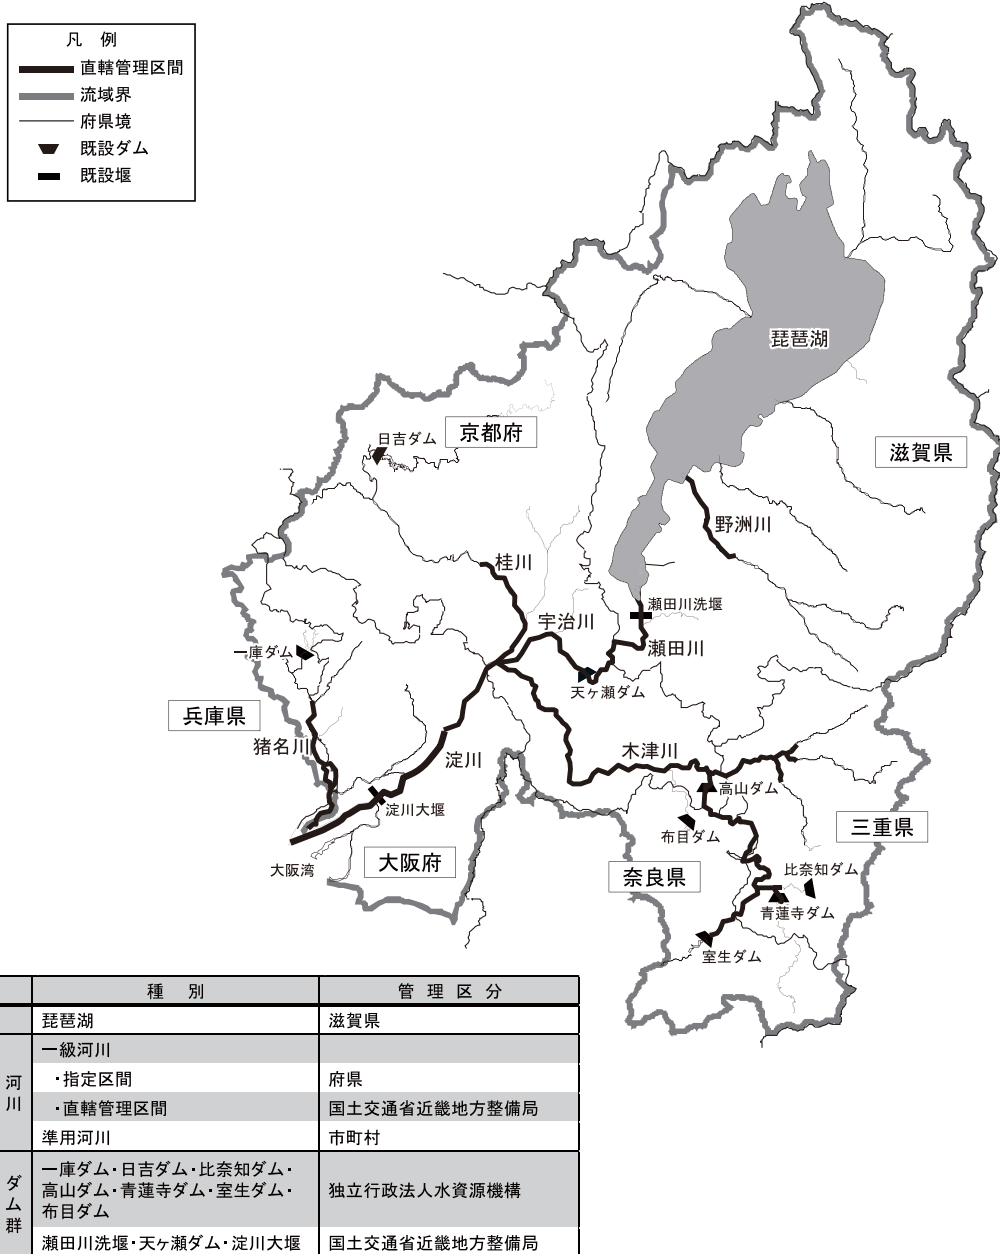 凡 例
直轄管理区間
流域界
府県境
既設ダム
既設堰
琵琶湖
京都府
日吉ダム
滋賀県
野洲川
桂川
瀬田川洗堰
宇治川
瀬田川
一庫ダム
天ヶ瀬ダム
兵庫県
猪名川
木津川
淀川
高山ダム
淀川大堰
三重県
布目ダム
大阪府
大阪湾
比奈知ダム
奈良県
青蓮寺ダム
室生ダム
種 別 管 理 区 分
琵琶湖 滋賀県
河川
一級河川
・指定区間 府県
・直轄管理区間 国土交通省近畿地方整備局
準用河川 市町村
ダム群
一庫ダム・日吉ダム・比奈知ダム・
高山ダム・青蓮寺ダム・室生ダム・ 独立行政法人水資源機構
布目ダム
瀬田川洗堰・天ヶ瀬ダム・淀川大堰 国土交通省近畿地方整備局